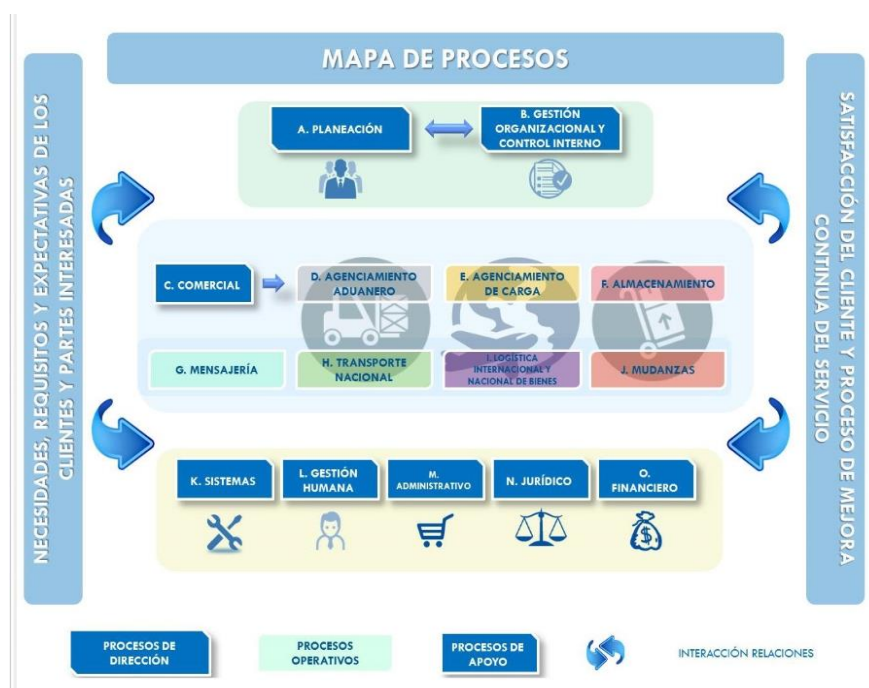 MAPA DE PROCESOS
NECESIDADES, REQUISITOS Y EXPECTATIVAS DE LOS
CLIENTES Y PARTES INTERESADAS
A. PLANEACIÓN
B. GESTIÓN
ORGANIZACIONAL Y
CONTROL INTERNO
C. COMERCIAL
D. AGENCIAMIENTO
ADUANERO
E. AGENCIAMIENTO
DE CARGA
F. ALMACENAMIENTO
G. MENSAJERÍA
H. TRANSPORTE
NACIONAL
I. LOGÍSTICA
INTERNACIONAL Y
NACIONAL DE BIENES
J. MUDANZAS
K. SISTEMAS
L. GESTIÓN
HUMANA
M.
ADMINISTRATIVO
N. JURÍDICO
O.
FINANCIERO
$
SATISFACCIÓN DEL CLIENTE Y PROCESO DE MEJORA
CONTINUA DEL SERVICIO
PROCESOS DE
DIRECCIÓN
PROCESOS
OPERATIVOS
PROCESOS DE
APOYO
INTERACCIÓN RELACIONES